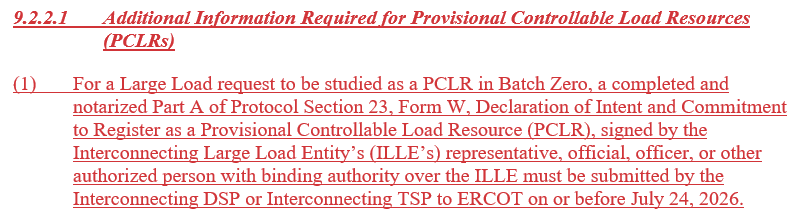 9.2.2.1 Additional Information Required for Provisional Controllable Load Resources
(PCLRs)
(1) For a Large Load request to be studied as a PCLR in Batch Zero, a completed and
notarized Part A of Protocol Section 23, Form W, Declaration of Intent and Commitment
to Register as a Provisional Controllable Load Resource (PCLR), signed by the
Interconnecting Large Load Entity’s (ILLE’s) representative, official, officer, or other
authorized person with binding authority over the ILLE must be submitted by the
Interconnecting DSP or Interconnecting TSP to ERCOT on or before July 24, 2026.